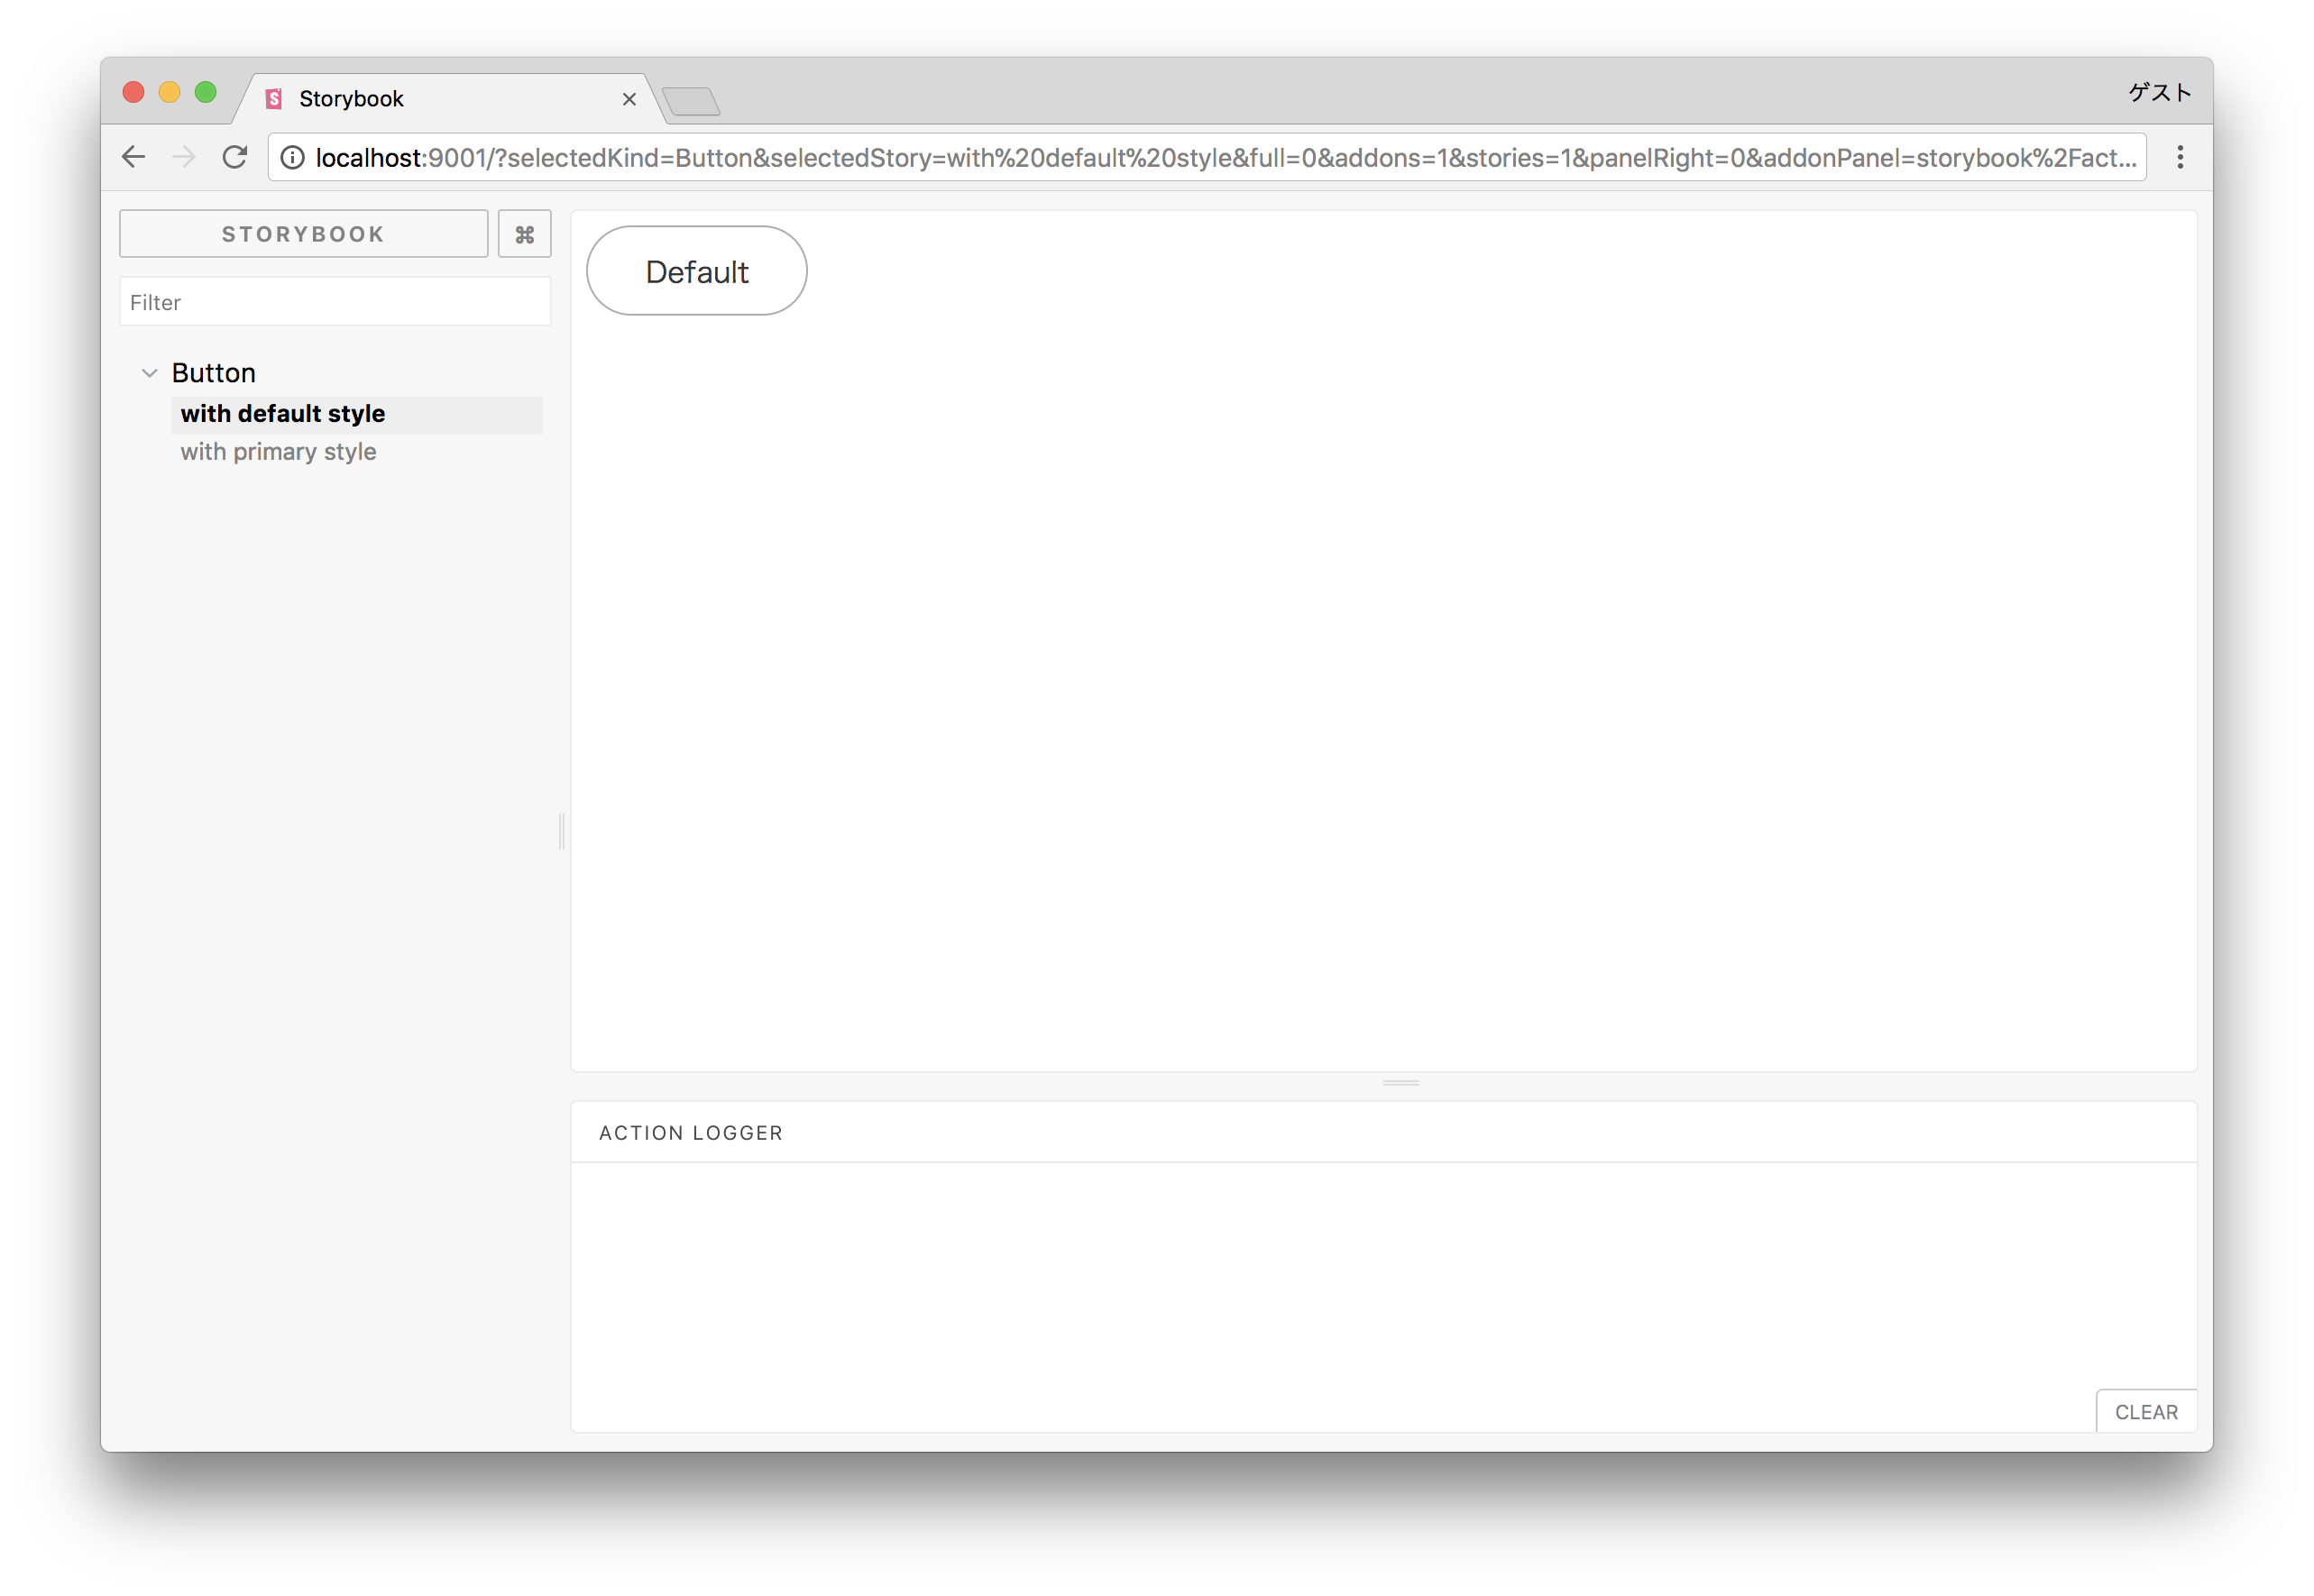 Storybook
ゲスト
localhost:9001/?selectedKind=Button&selectedStory=with%20default%20style&full=0&addons=1&stories=1&panelRight=0&addonPanel=storybook%2Fact...
STORYBOOK ⌘
Filter
Button
with default style
with primary style
Default
ACTION LOGGER
CLEAR